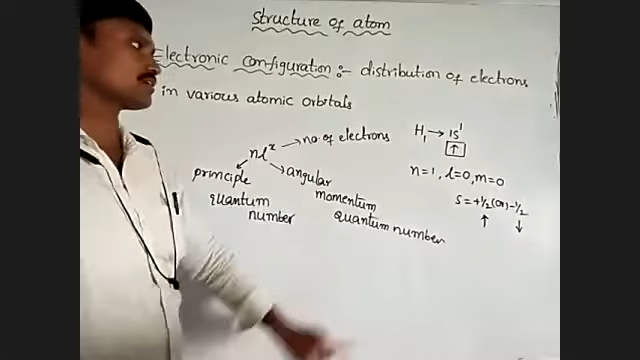 Structure of atom
Electronic configuration :- distribution of electrons
in various atomic orbitals
nlˣ → no. of electrons
principle
quantum
number
angular
momentum
quantum number
H₁ → 1s¹
↑
n=1, l=0, m=0
s = +1/2 (or) -1/2
↑ ↓